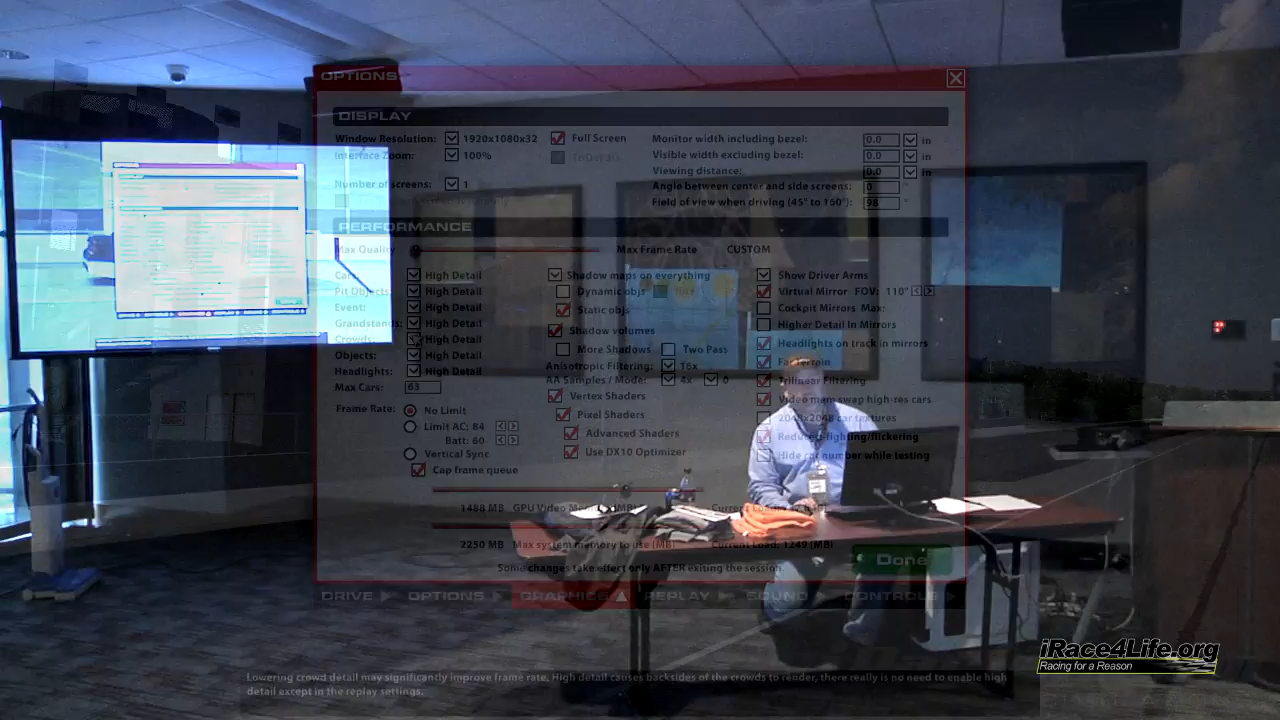 OPTIONS
DISPLAY
Window Resolution: 1920x1080x32 Full Screen
Interface Zoom: 100%
Number of screens: 1
Monitor width including bezel: 0.0 in
Visible width excluding bezel: 0.0 in
Viewing distance: 0.0 in
Angle between center and side screens: 0 °
Field of view when driving (45° to 160°): 98 °
PERFORMANCE
Max Quality Max Frame Rate CUSTOM
Cars: High Detail
Pit Objects: High Detail
Event: High Detail
Grandstands: High Detail
Crowds: High Detail
Objects: High Detail
Headlights: High Detail
Max Cars: 63
Frame Rate: No Limit
Limit AC: 84
Batt: 60
Vertical Sync
Cap frame queue
Shadow maps on everything
Dynamic objs
Static objs
Shadow volumes
More Shadows Two Pass
Anisotropic Filtering: 16x
AA Samples / Mode: 4x 0
Vertex Shaders
Pixel Shaders
Advanced Shaders
Use DX10 Optimizer
Show Driver Arms
Virtual Mirror FOV: 110°
Cockpit Mirrors Max:
Higher Detail In Mirrors
Headlights on track in mirrors
Far Terrain
Trilinear Filtering
Video mem swap high-res cars
2048x2048 car textures
Reduced fighting/flickering
Hide car number while testing
1488 MB GPU Video Memory (MB) Current Load:
2250 MB Max system memory to use (MB) Current Load: 1249 (MB)
Some changes take effect only AFTER exiting the session.
Done
DRIVE OPTIONS GRAPHICS REPLAY SOUND CONTROLS
iRace4Life.org
Racing for a Reason
Lowering crowd detail may significantly improve frame rate. High detail causes backsides of the crowds to render, there really is no need to enable high
detail except in the replay settings.